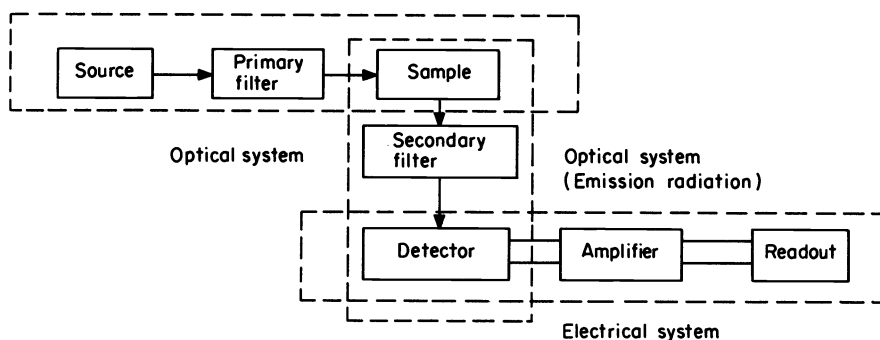 Source
Primary
filter
Sample
Secondary
filter
Optical system
Optical system
(Emission radiation)
Detector
Amplifier
Readout
Electrical system